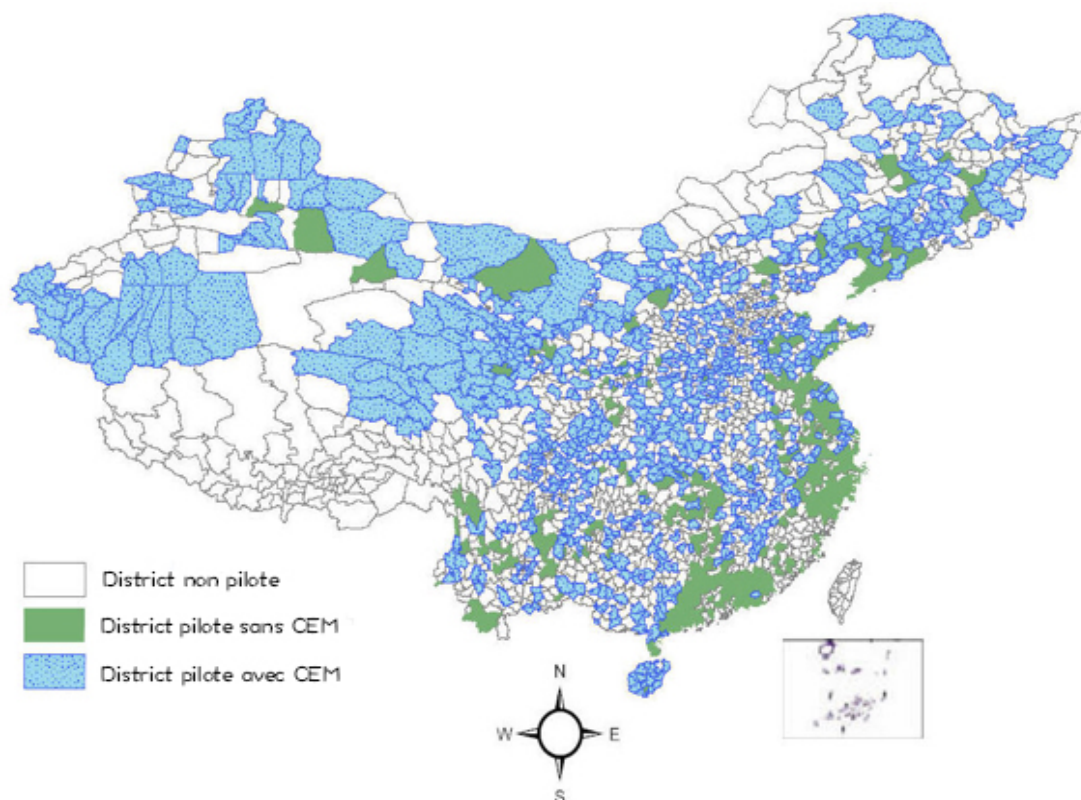 District non pilote
District pilote sans CEM
District pilote avec CEM
N
W E
S